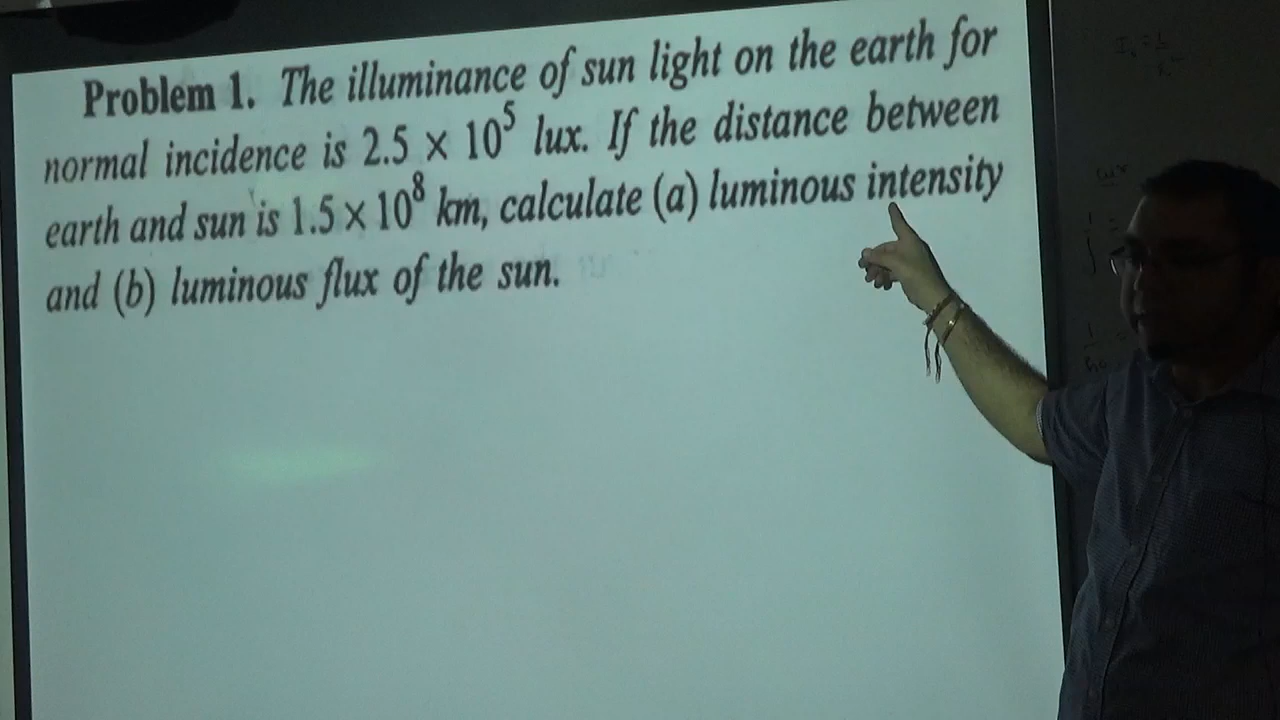 Problem 1. The illuminance of sun light on the earth for
normal incidence is 2.5 × 10⁵ lux. If the distance between
earth and sun is 1.5 × 10⁸ km, calculate (a) luminous intensity
and (b) luminous flux of the sun.